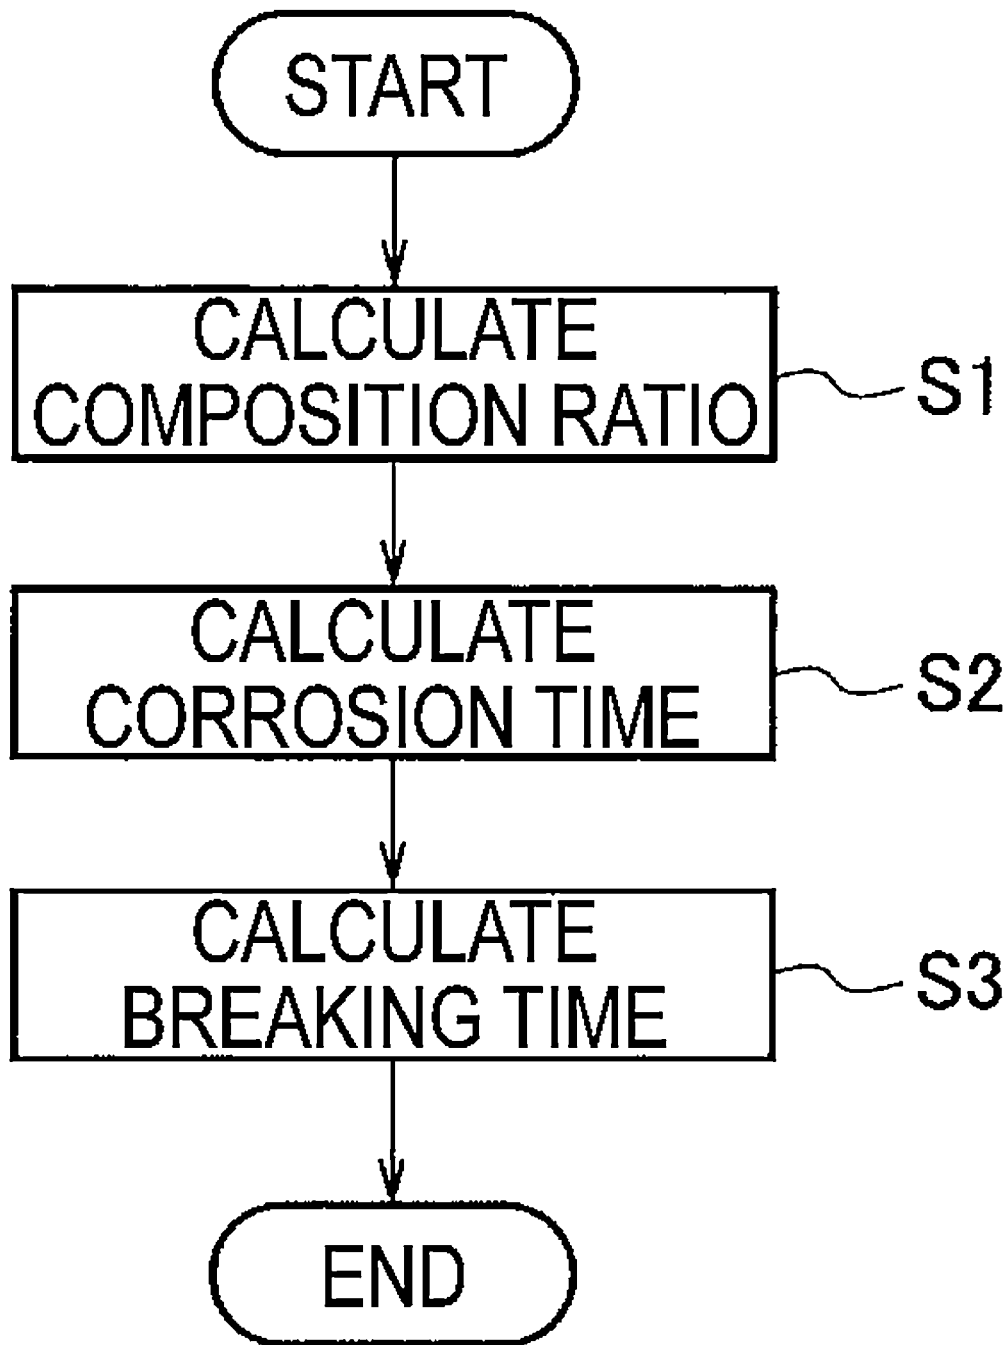 START
CALCULATE
COMPOSITION RATIO
S1
CALCULATE
CORROSION TIME
S2
CALCULATE
BREAKING TIME
S3
END